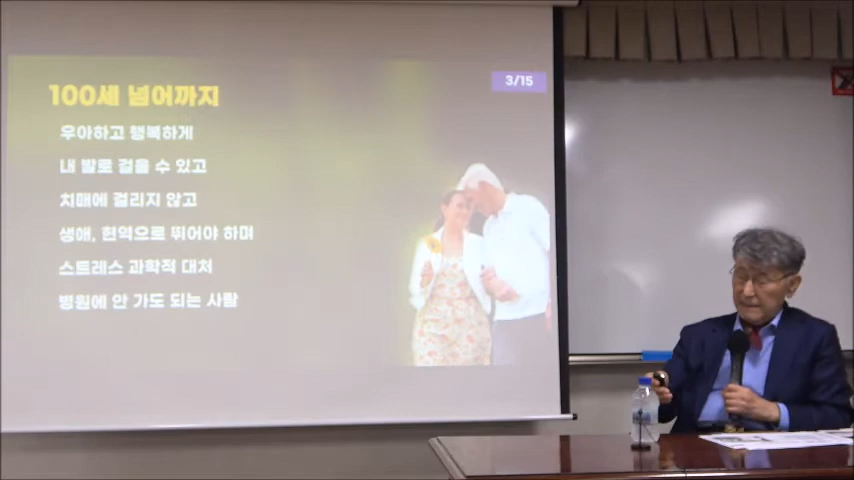 3/15
100세 넘어까지
우아하고 행복하게
내 발로 걸을 수 있고
치매에 걸리지 않고
생애, 현역으로 뛰어야 하며
스트레스 과학적 대처
병원에 안 가도 되는 사람